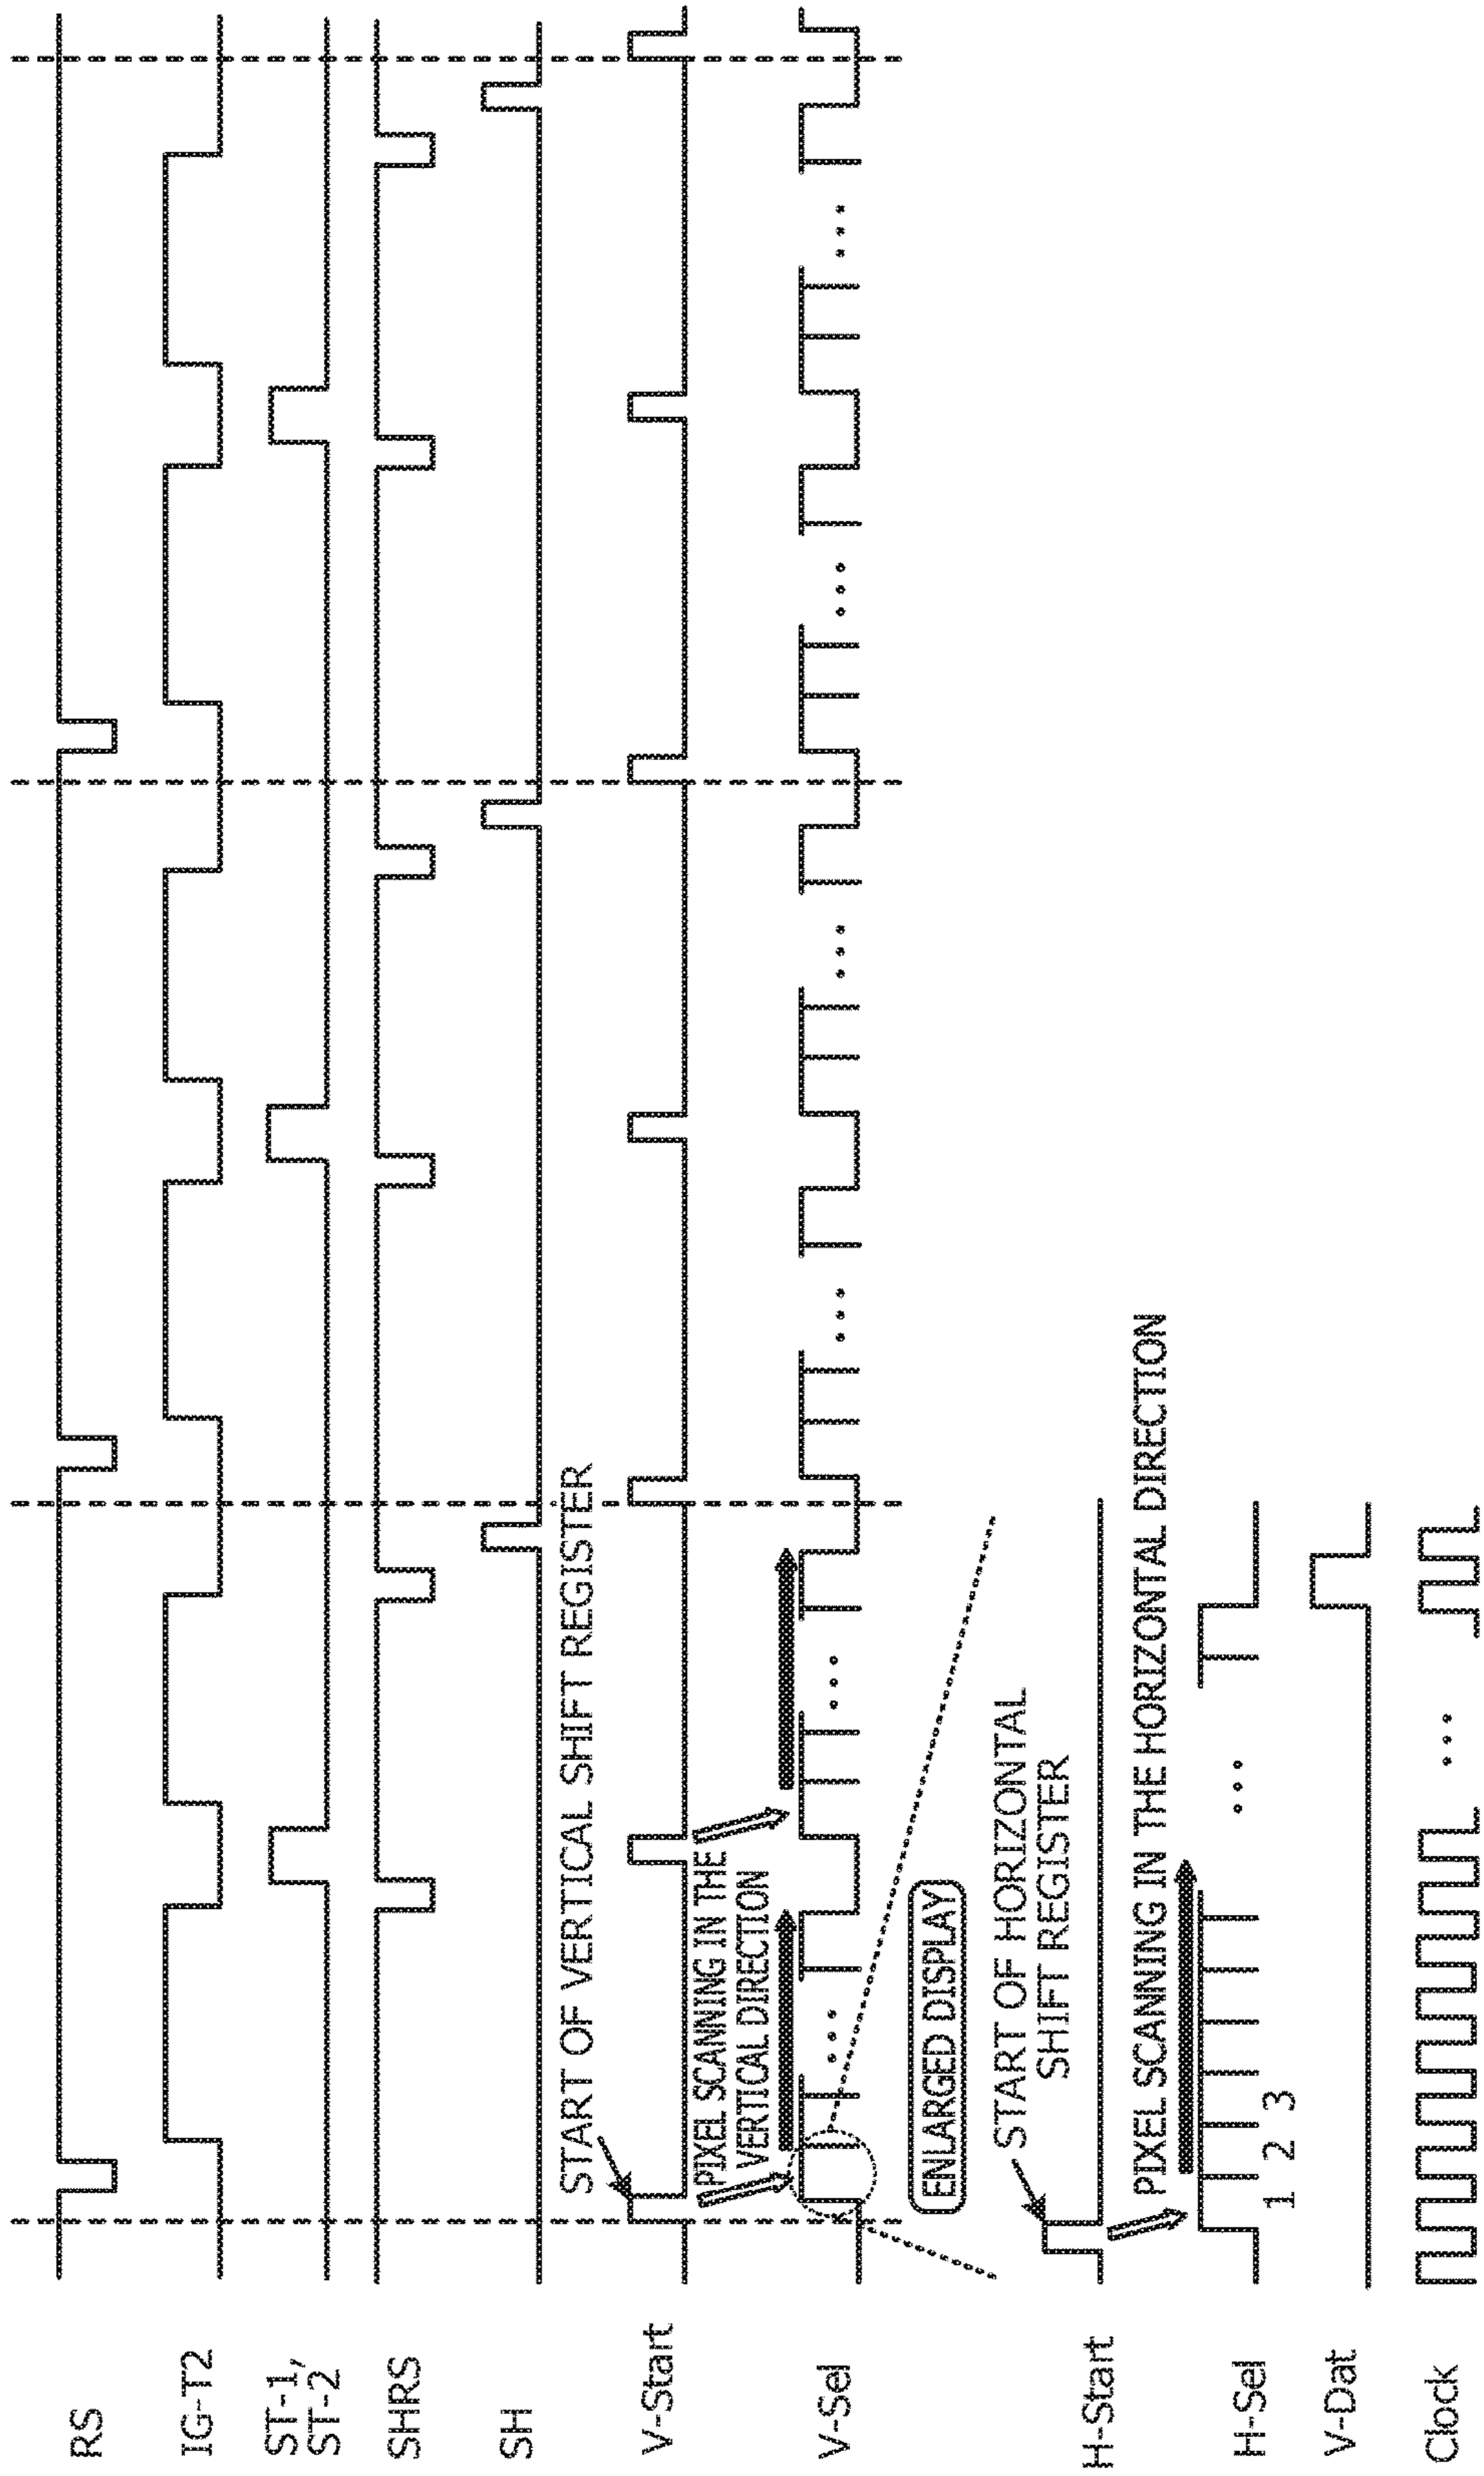 RS
IG-T2
ST-1,
ST-2
SHRS
SH
START OF VERTICAL SHIFT REGISTER
V-Start
PIXEL SCANNING IN THE
VERTICAL DIRECTION
V-Sel
ENLARGED DISPLAY
START OF HORIZONTAL
SHIFT REGISTER
H-Start
PIXEL SCANNING IN THE HORIZONTAL DIRECTION
H-Sel
1 2 3
V-Dat
Clock